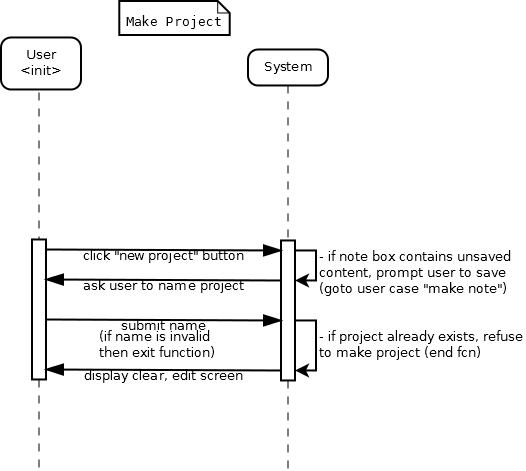 Make Project
User
<init>
System
click "new project" button
- if note box contains unsaved
content, prompt user to save
(goto user case "make note")
ask user to name project
submit name
(if name is invalid
then exit function)
- if project already exists, refuse
to make project (end fcn)
display clear, edit screen